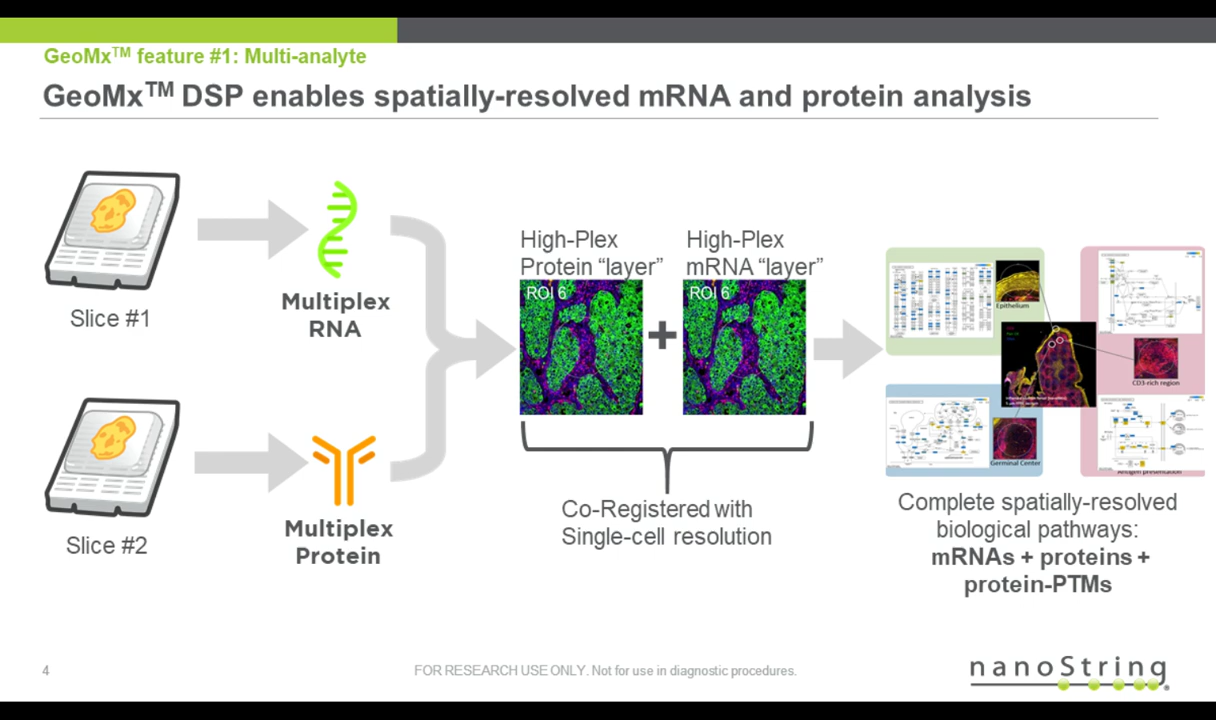 GeoMx™ feature #1: Multi-analyte
GeoMx™ DSP enables spatially-resolved mRNA and protein analysis
Slice #1
Multiplex
RNA
Slice #2
Multiplex
Protein
High-Plex
Protein “layer”
ROI 6
High-Plex
mRNA “layer”
ROI 6
+
Co-Registered with
Single-cell resolution
Epithelium
CD3-rich region
Germinal Center
Antigen presentation
Complete spatially-resolved
biological pathways:
mRNAs + proteins +
protein-PTMs
4
FOR RESEARCH USE ONLY. Not for use in diagnostic procedures.
nanoString®